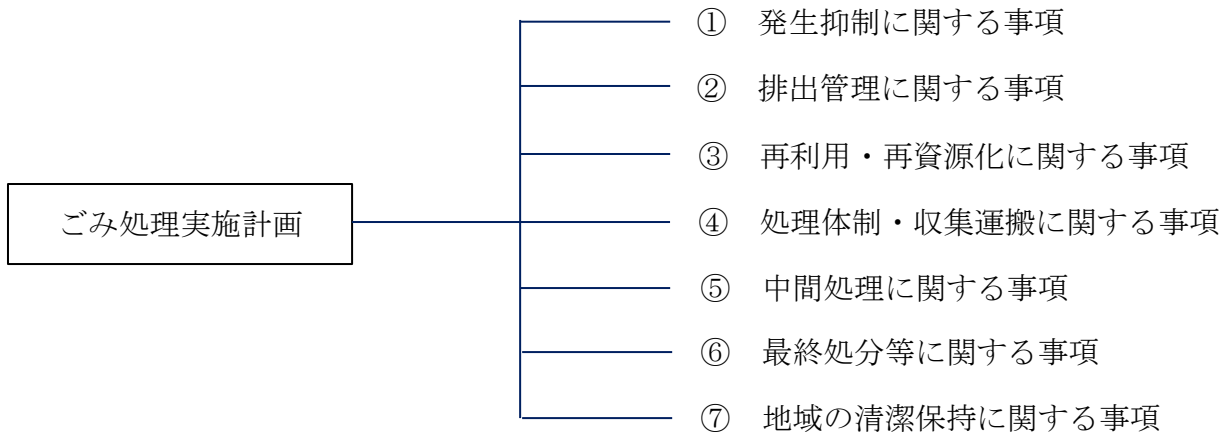 ① 発生抑制に関する事項
② 排出管理に関する事項
③ 再利用・再資源化に関する事項
ごみ処理実施計画
④ 処理体制・収集運搬に関する事項
⑤ 中間処理に関する事項
⑥ 最終処分等に関する事項
⑦ 地域の清潔保持に関する事項